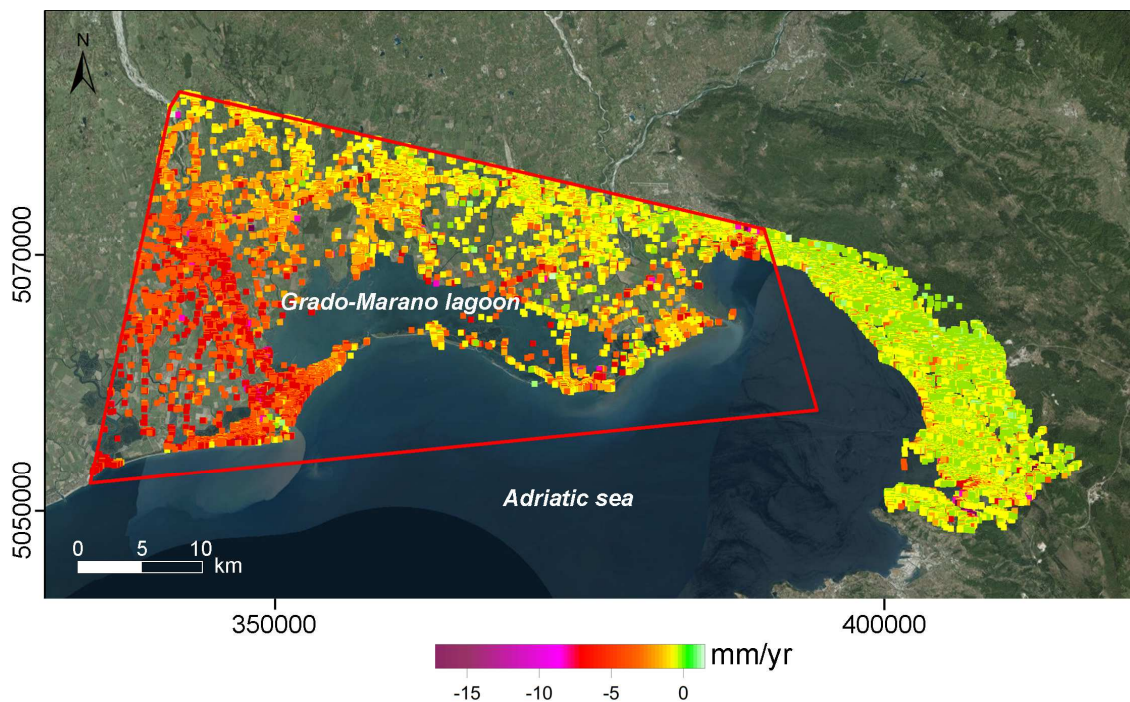 N
5070000
5050000
Grado-Marano lagoon
Adriatic sea
0 5 10
km
350000 400000
mm/yr
-15 -10 -5 0